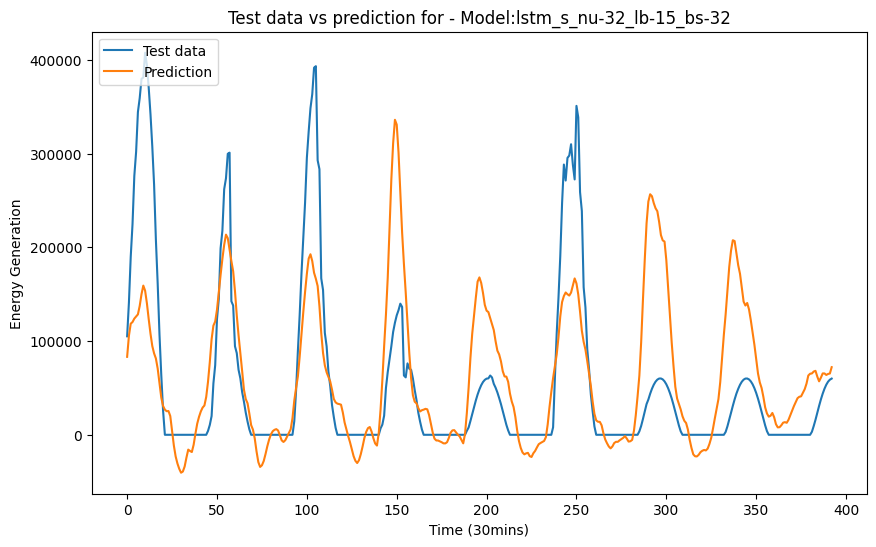 Test data vs prediction for - Model:lstm_s_nu-32_lb-15_bs-32
Test data
Prediction
400000
300000
200000
100000
0
Energy Generation
0 50 100 150 200 250 300 350 400
Time (30mins)